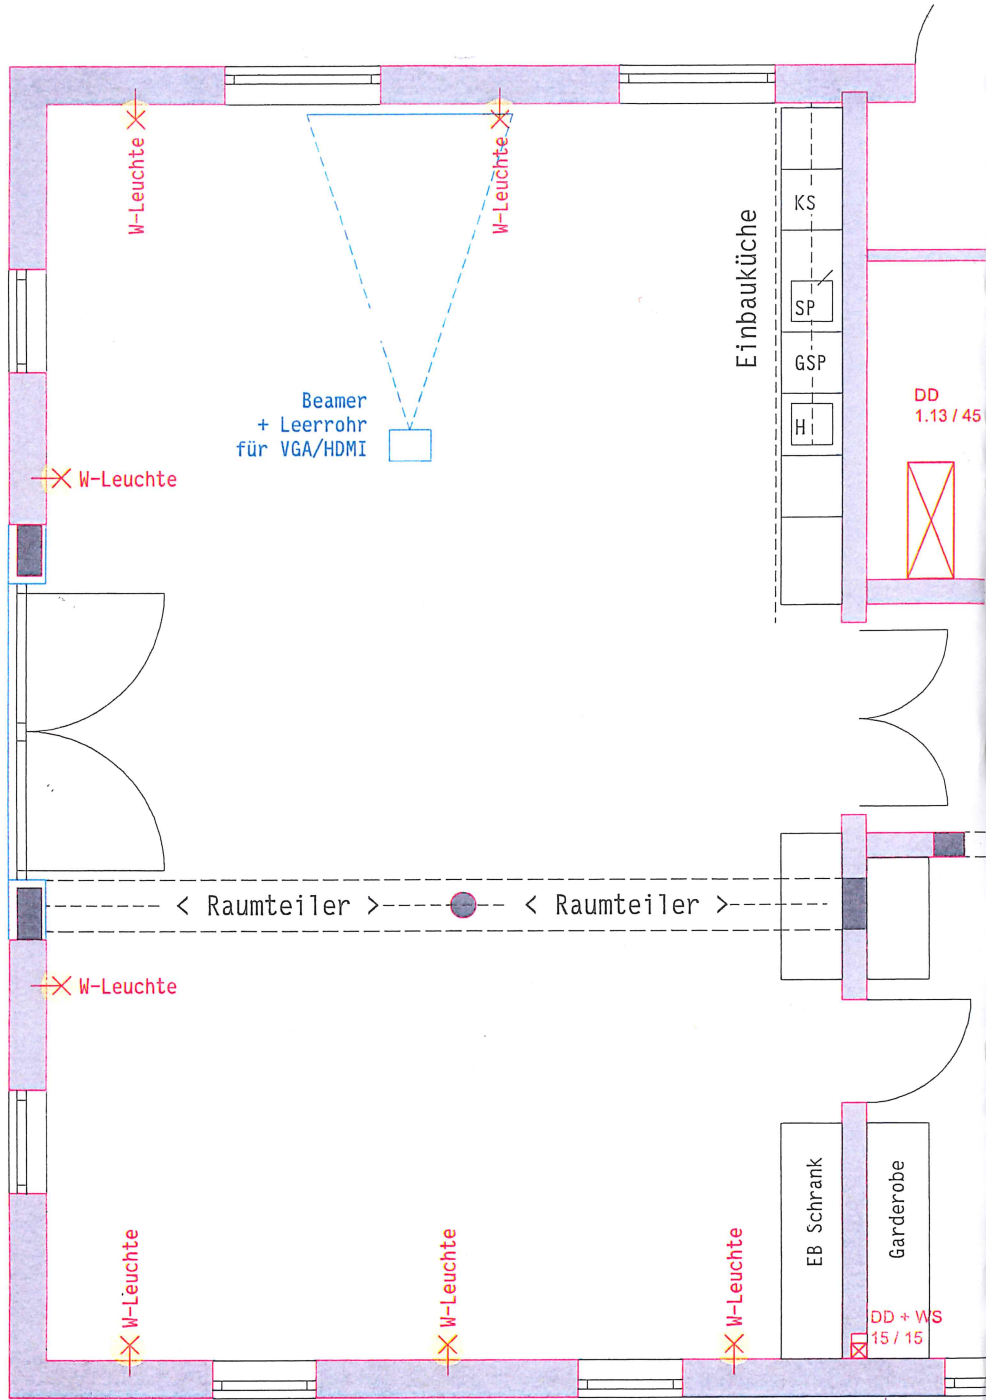 W-Leuchte
W-Leuchte
KS
Einbauküche
SP
GSP
H
Beamer
+ Leerrohr
für VGA/HDMI
DD
1.13 / 45
W-Leuchte
< Raumteiler >
< Raumteiler >
W-Leuchte
EB Schrank
Garderobe
W-Leuchte
W-Leuchte
W-Leuchte
DD + WS
15 / 15